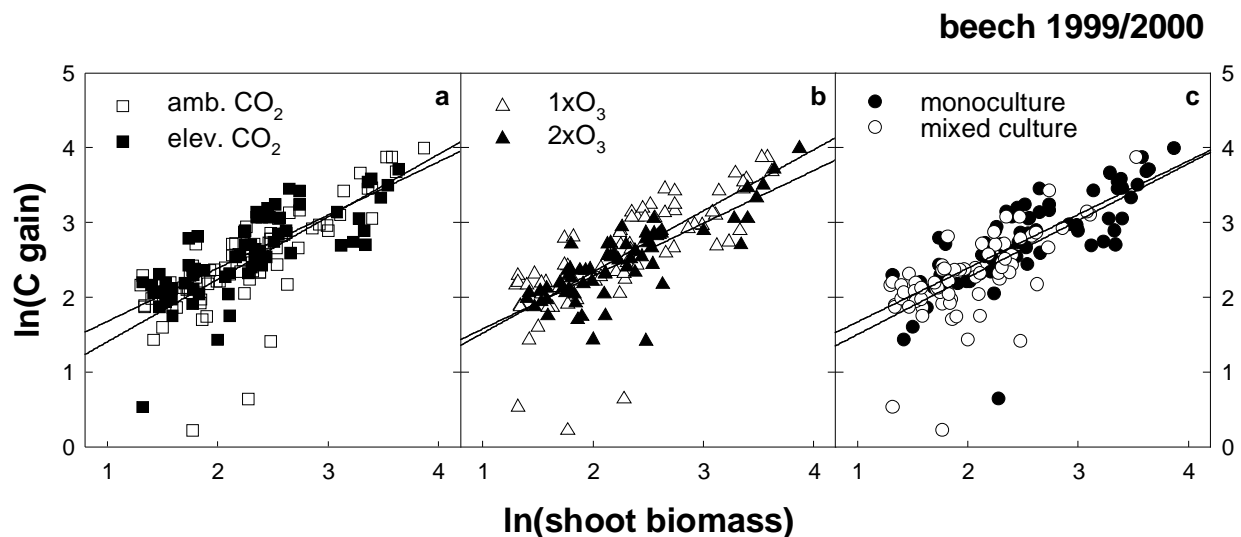 beech 1999/2000
5
4
3
2
1
0
ln(C gain)
amb. CO2
elev. CO2
a
1xO3
2xO3
b
monoculture
mixed culture
c
5
4
3
2
1
0
1 2 3 4
1 2 3 4
1 2 3 4
ln(shoot biomass)